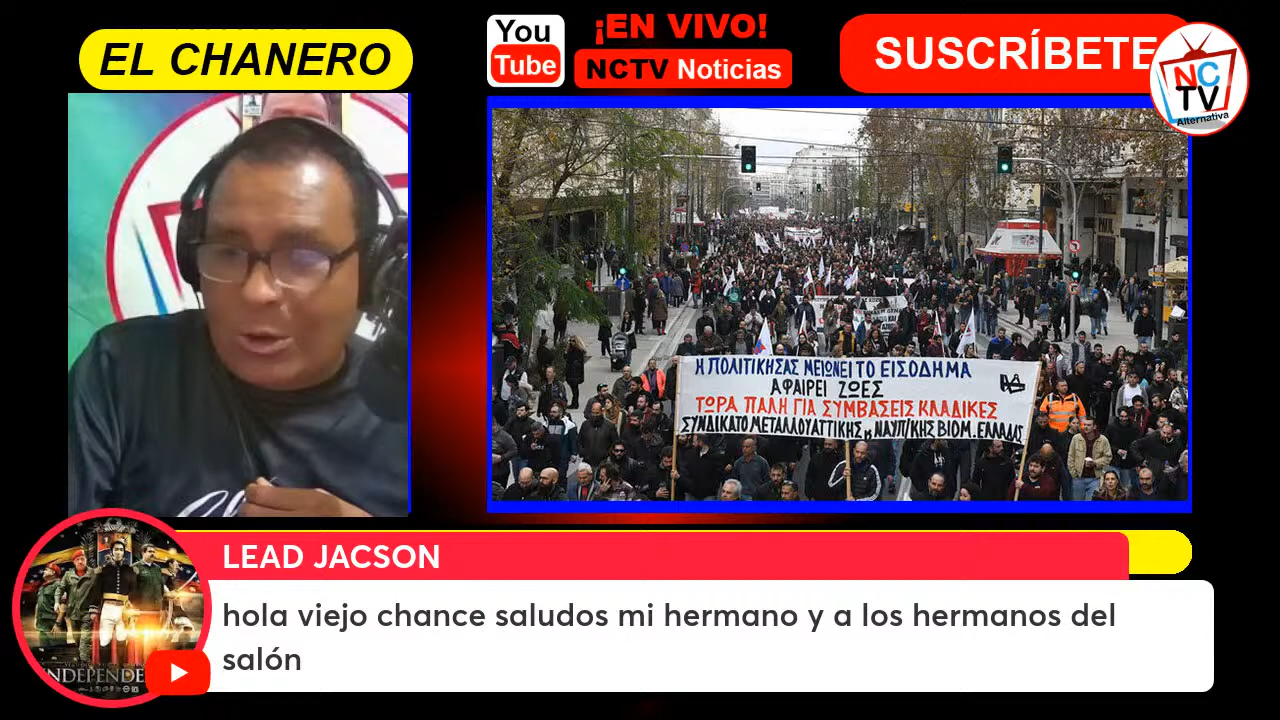 EL CHANERO
You
Tube
¡EN VIVO!
NCTV Noticias
SUSCRÍBETE
NC
TV
Alternativa
Η ΠΟΛΙΤΙΚΗ ΣΑΣ ΜΕΙΩΝΕΙ ΤΟ ΕΙΣΟΔΗΜΑ
ΑΦΑΙΡΕΙ ΖΩΕΣ
ΤΩΡΑ ΠΑΛΗ ΓΙΑ ΣΥΜΒΑΣΕΙΣ ΚΛΑΔΙΚΕΣ
ΣΥΝΔΙΚΑΤΟ ΜΕΤΑΛΛΟΥ ΑΤΤΙΚΗΣ κ ΝΑΥΠ/ΚΗΣ ΒΙΟΜ. ΕΛΛΑΔΑΣ
LEAD JACSON
hola viejo chance saludos mi hermano y a los hermanos del
salón